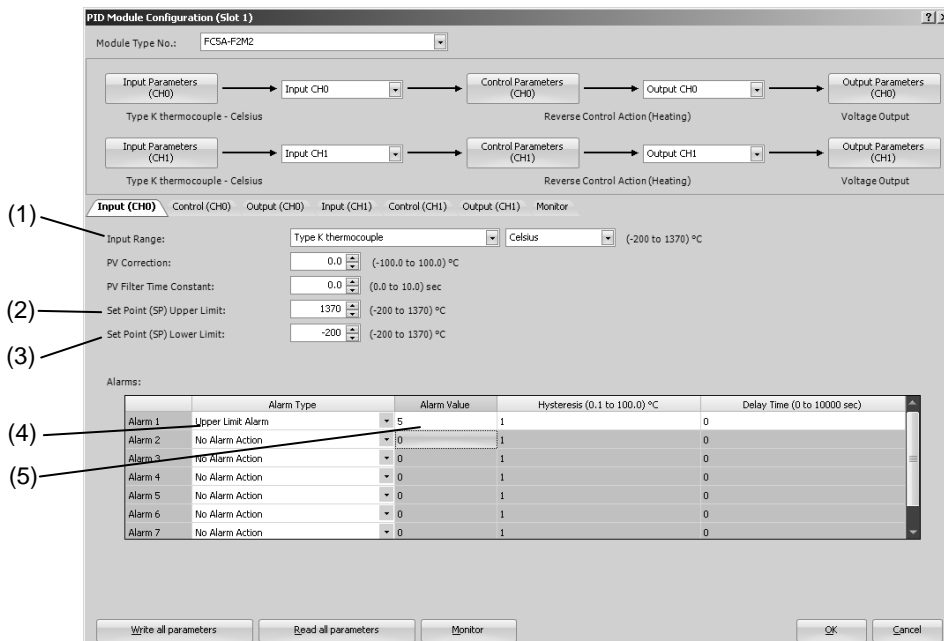 PID Module Configuration (Slot 1)
Module Type No.: FC5A-F2M2
Input Parameters (CH0) Input CH0 Control Parameters (CH0) Output CH0 Output Parameters (CH0)
Type K thermocouple - Celsius Reverse Control Action (Heating) Voltage Output
Input Parameters (CH1) Input CH1 Control Parameters (CH1) Output CH1 Output Parameters (CH1)
Type K thermocouple - Celsius Reverse Control Action (Heating) Voltage Output
Input (CH0) Control (CH0) Output (CH0) Input (CH1) Control (CH1) Output (CH1) Monitor
(1)
Input Range: Type K thermocouple Celsius (-200 to 1370) °C
PV Correction: 0.0 (-100.0 to 100.0) °C
PV Filter Time Constant: 0.0 (0.0 to 10.0) sec
(2)
Set Point (SP) Upper Limit: 1370 (-200 to 1370) °C
(3)
Set Point (SP) Lower Limit: -200 (-200 to 1370) °C
Alarms:
Alarm Type Alarm Value Hysteresis (0.1 to 100.0) °C Delay Time (0 to 10000 sec)
(4)
Alarm 1 Upper Limit Alarm 5 1 0
Alarm 2 No Alarm Action 0 1 0
Alarm 3 No Alarm Action 0 1 0
(5)
Alarm 4 No Alarm Action 0 1 0
Alarm 5 No Alarm Action 0 1 0
Alarm 6 No Alarm Action 0 1 0
Alarm 7 No Alarm Action 0 1 0
Write all parameters Read all parameters Monitor OK Cancel